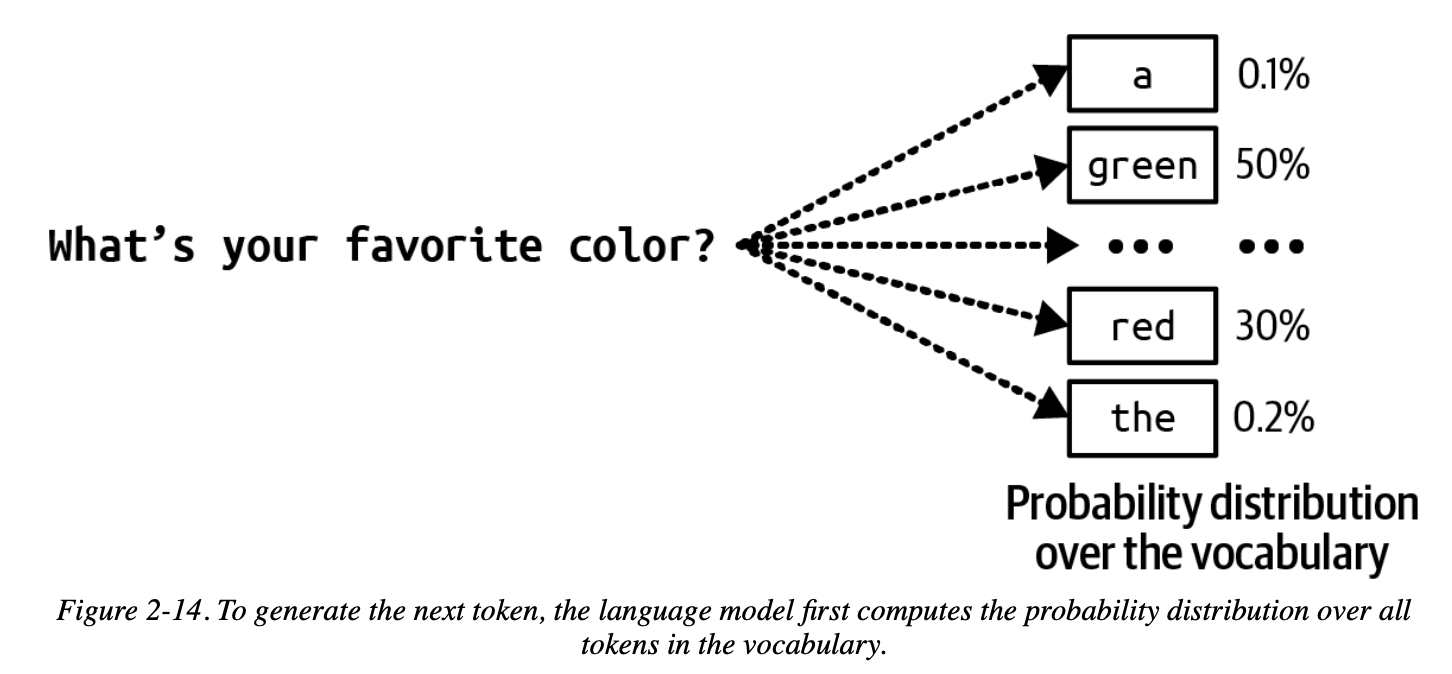 a 0.1%
green 50%
What’s your favorite color? ••• •••
red 30%
the 0.2%
Probability distribution
over the vocabulary
Figure 2-14. To generate the next token, the language model first computes the probability distribution over all
tokens in the vocabulary.